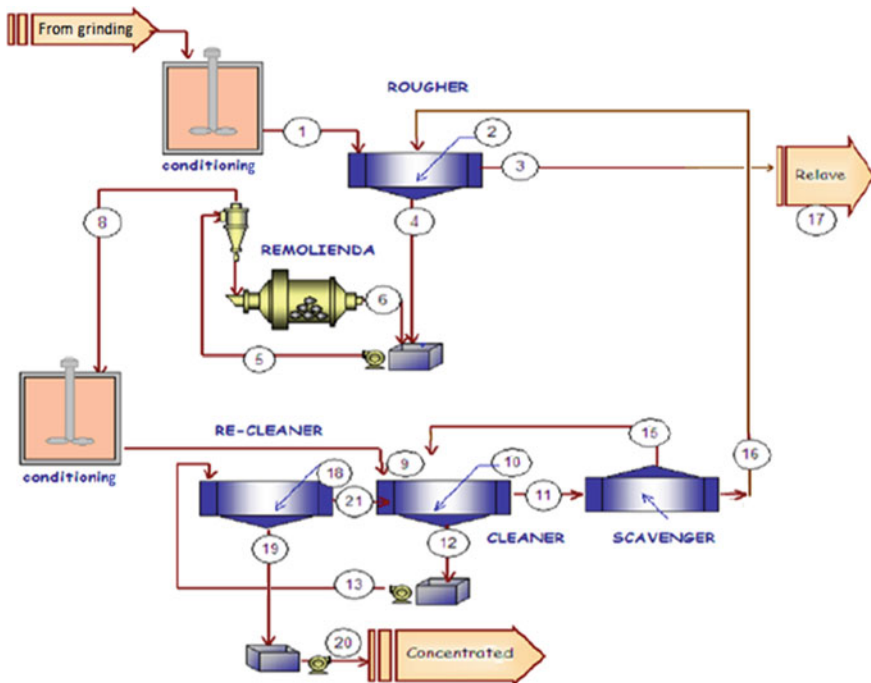 From grinding
ROUGHER
1
2
conditioning
3
Relave
17
8
4
REMOLIENDA
6
5
RE-CLEANER
15
16
9
10
conditioning
18
21
11
19
12
CLEANER
SCAVENGER
13
20
Concentrated